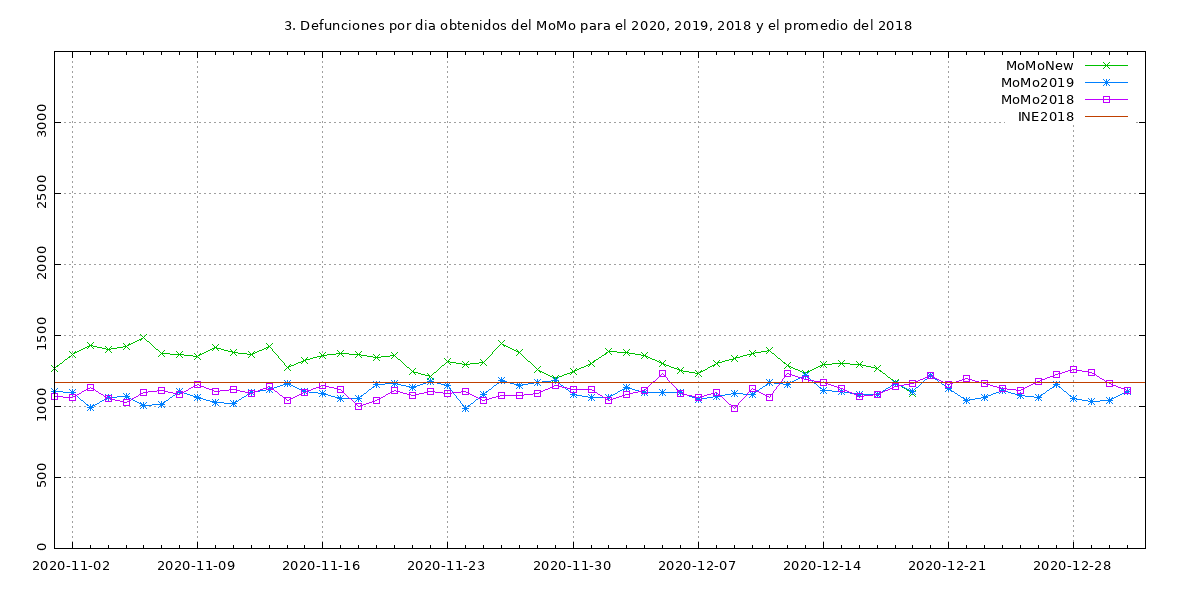 3. Defunciones por dia obtenidos del MoMo para el 2020, 2019, 2018 y el promedio del 2018
MoMoNew
MoMo2019
MoMo2018
INE2018
3000
2500
2000
1500
1000
500
0
2020-11-02 2020-11-09 2020-11-16 2020-11-23 2020-11-30 2020-12-07 2020-12-14 2020-12-21 2020-12-28